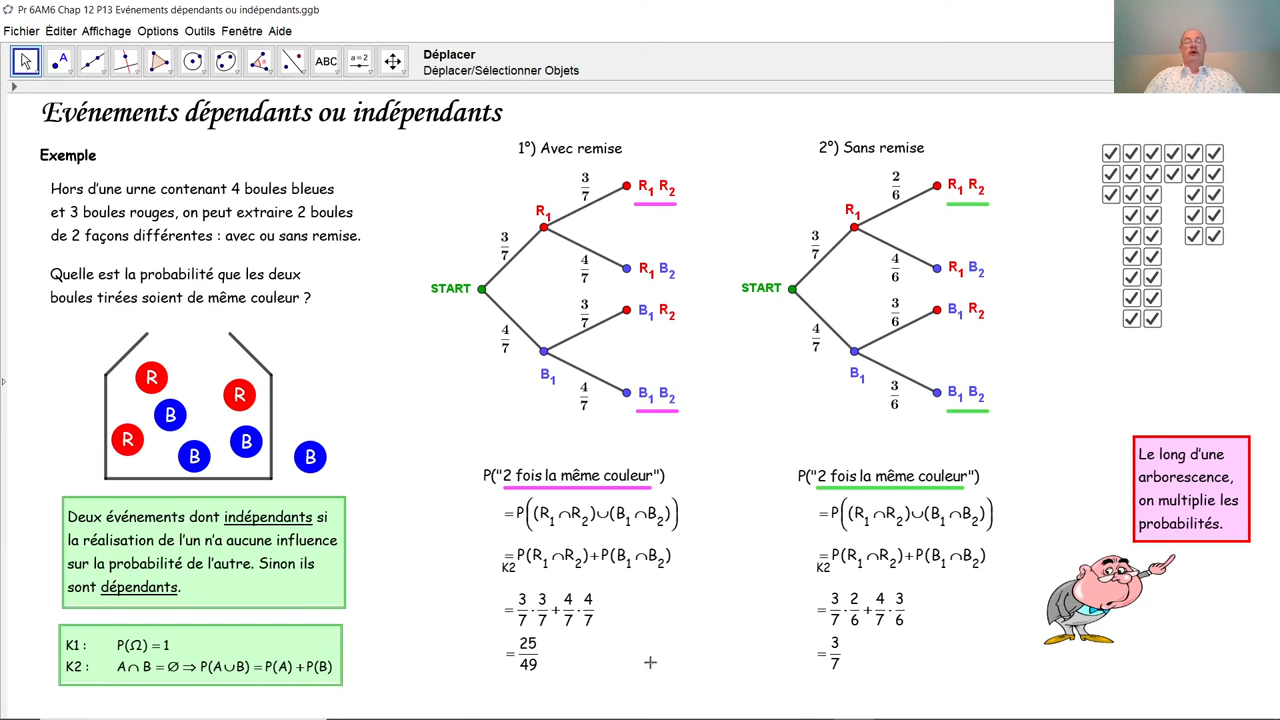 Pr 6AM6 Chap 12 P13 Evénements dépendants ou indépendants.ggb
Fichier Éditer Affichage Options Outils Fenêtre Aide
A
ABC
a=2
Déplacer
Déplacer/Sélectionner Objets
Evénements dépendants ou indépendants
Exemple
Hors d'une urne contenant 4 boules bleues
et 3 boules rouges, on peut extraire 2 boules
de 2 façons différentes : avec ou sans remise.
Quelle est la probabilité que les deux
boules tirées soient de même couleur ?
R
R
B
R
B
B
B
Deux événements dont indépendants si
la réalisation de l'un n'a aucune influence
sur la probabilité de l'autre. Sinon ils
sont dépendants.
K1 : P(Ω) = 1
K2 : A∩B = Ø ⇒ P(A∪B) = P(A) + P(B)
1°) Avec remise
3/7
R1 R2
R1
3/7
4/7
R1 B2
START
3/7
B1 R2
4/7
B1
4/7
B1 B2
P("2 fois la même couleur")
= P((R1∩R2)∪(B1∩B2))
= P(R1∩R2)+P(B1∩B2)
K2
= 3/7 · 3/7 + 4/7 · 4/7
= 25/49
2°) Sans remise
2/6
R1 R2
R1
3/7
4/6
R1 B2
START
3/6
B1 R2
4/7
B1
3/6
B1 B2
P("2 fois la même couleur")
= P((R1∩R2)∪(B1∩B2))
= P(R1∩R2)+P(B1∩B2)
K2
= 3/7 · 2/6 + 4/7 · 3/6
= 3/7
Le long d'une
arborescence,
on multiplie les
probabilités.